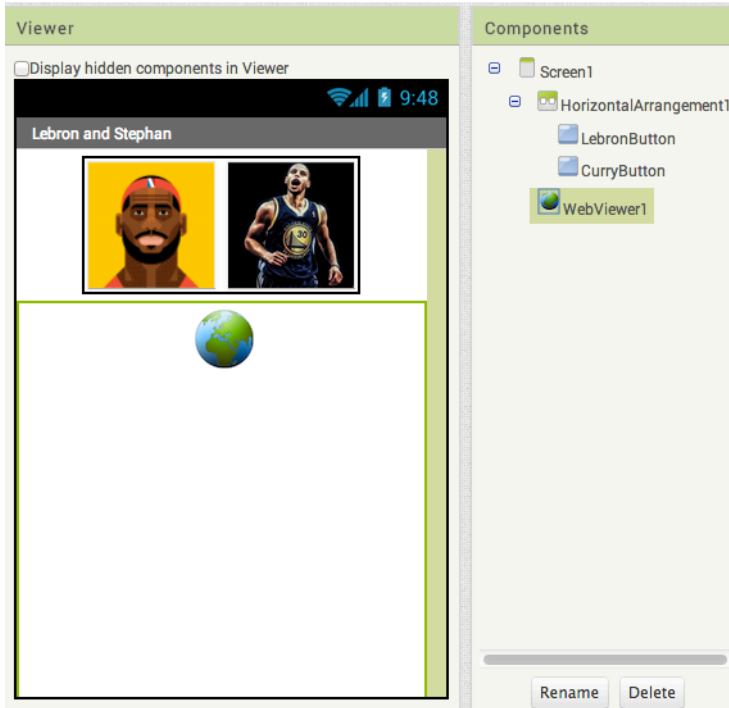 Viewer
Display hidden components in Viewer
9:48
Lebron and Stephan
30
Components
Screen1
HorizontalArrangement1
LebronButton
CurryButton
WebViewer1
Rename Delete